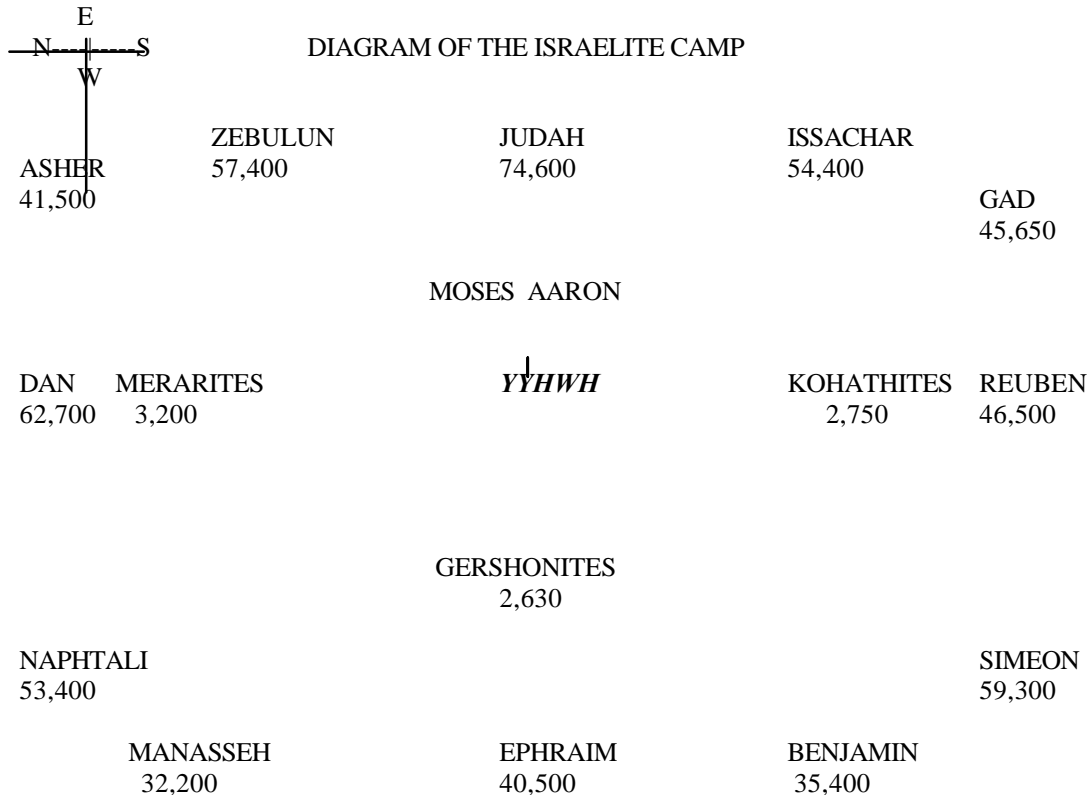 E
N-------S DIAGRAM OF THE ISRAELITE CAMP
W
ZEBULUN JUDAH ISSACHAR
ASHER 57,400 74,600 54,400
41,500 GAD
45,650
MOSES AARON
DAN MERARITES YYHWH KOHATHITES REUBEN
62,700 3,200 2,750 46,500
GERSHONITES
2,630
NAPHTALI SIMEON
53,400 59,300
MANASSEH EPHRAIM BENJAMIN
32,200 40,500 35,400